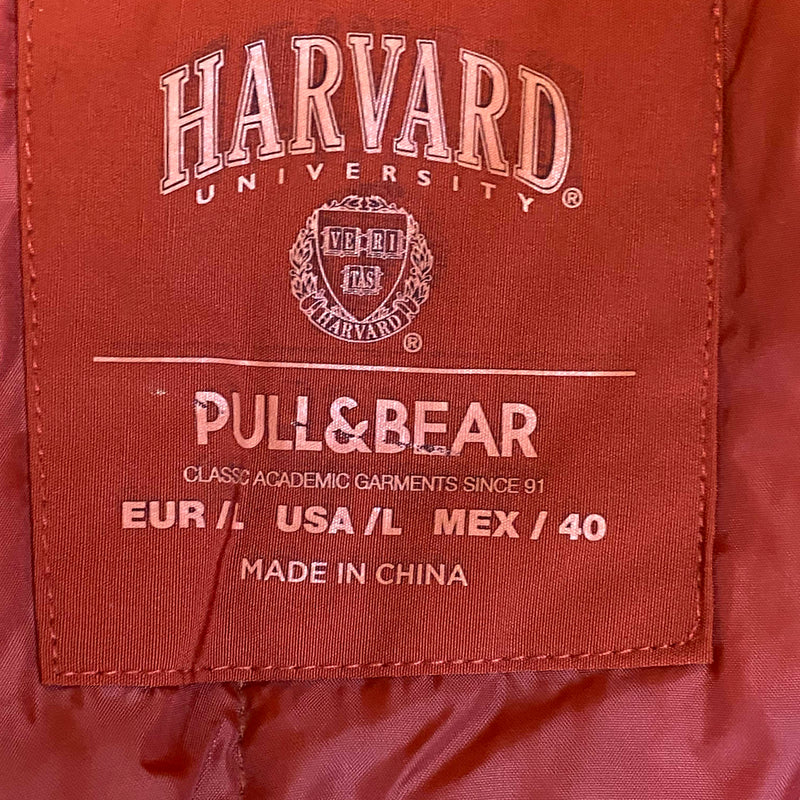 HARVARD®
UNIVERSITY
VE RI
TAS
HARVARD
®
PULL&BEAR
CLASSC ACADEMIC GARMENTS SINCE 91
EUR /L USA /L MEX / 40
MADE IN CHINA